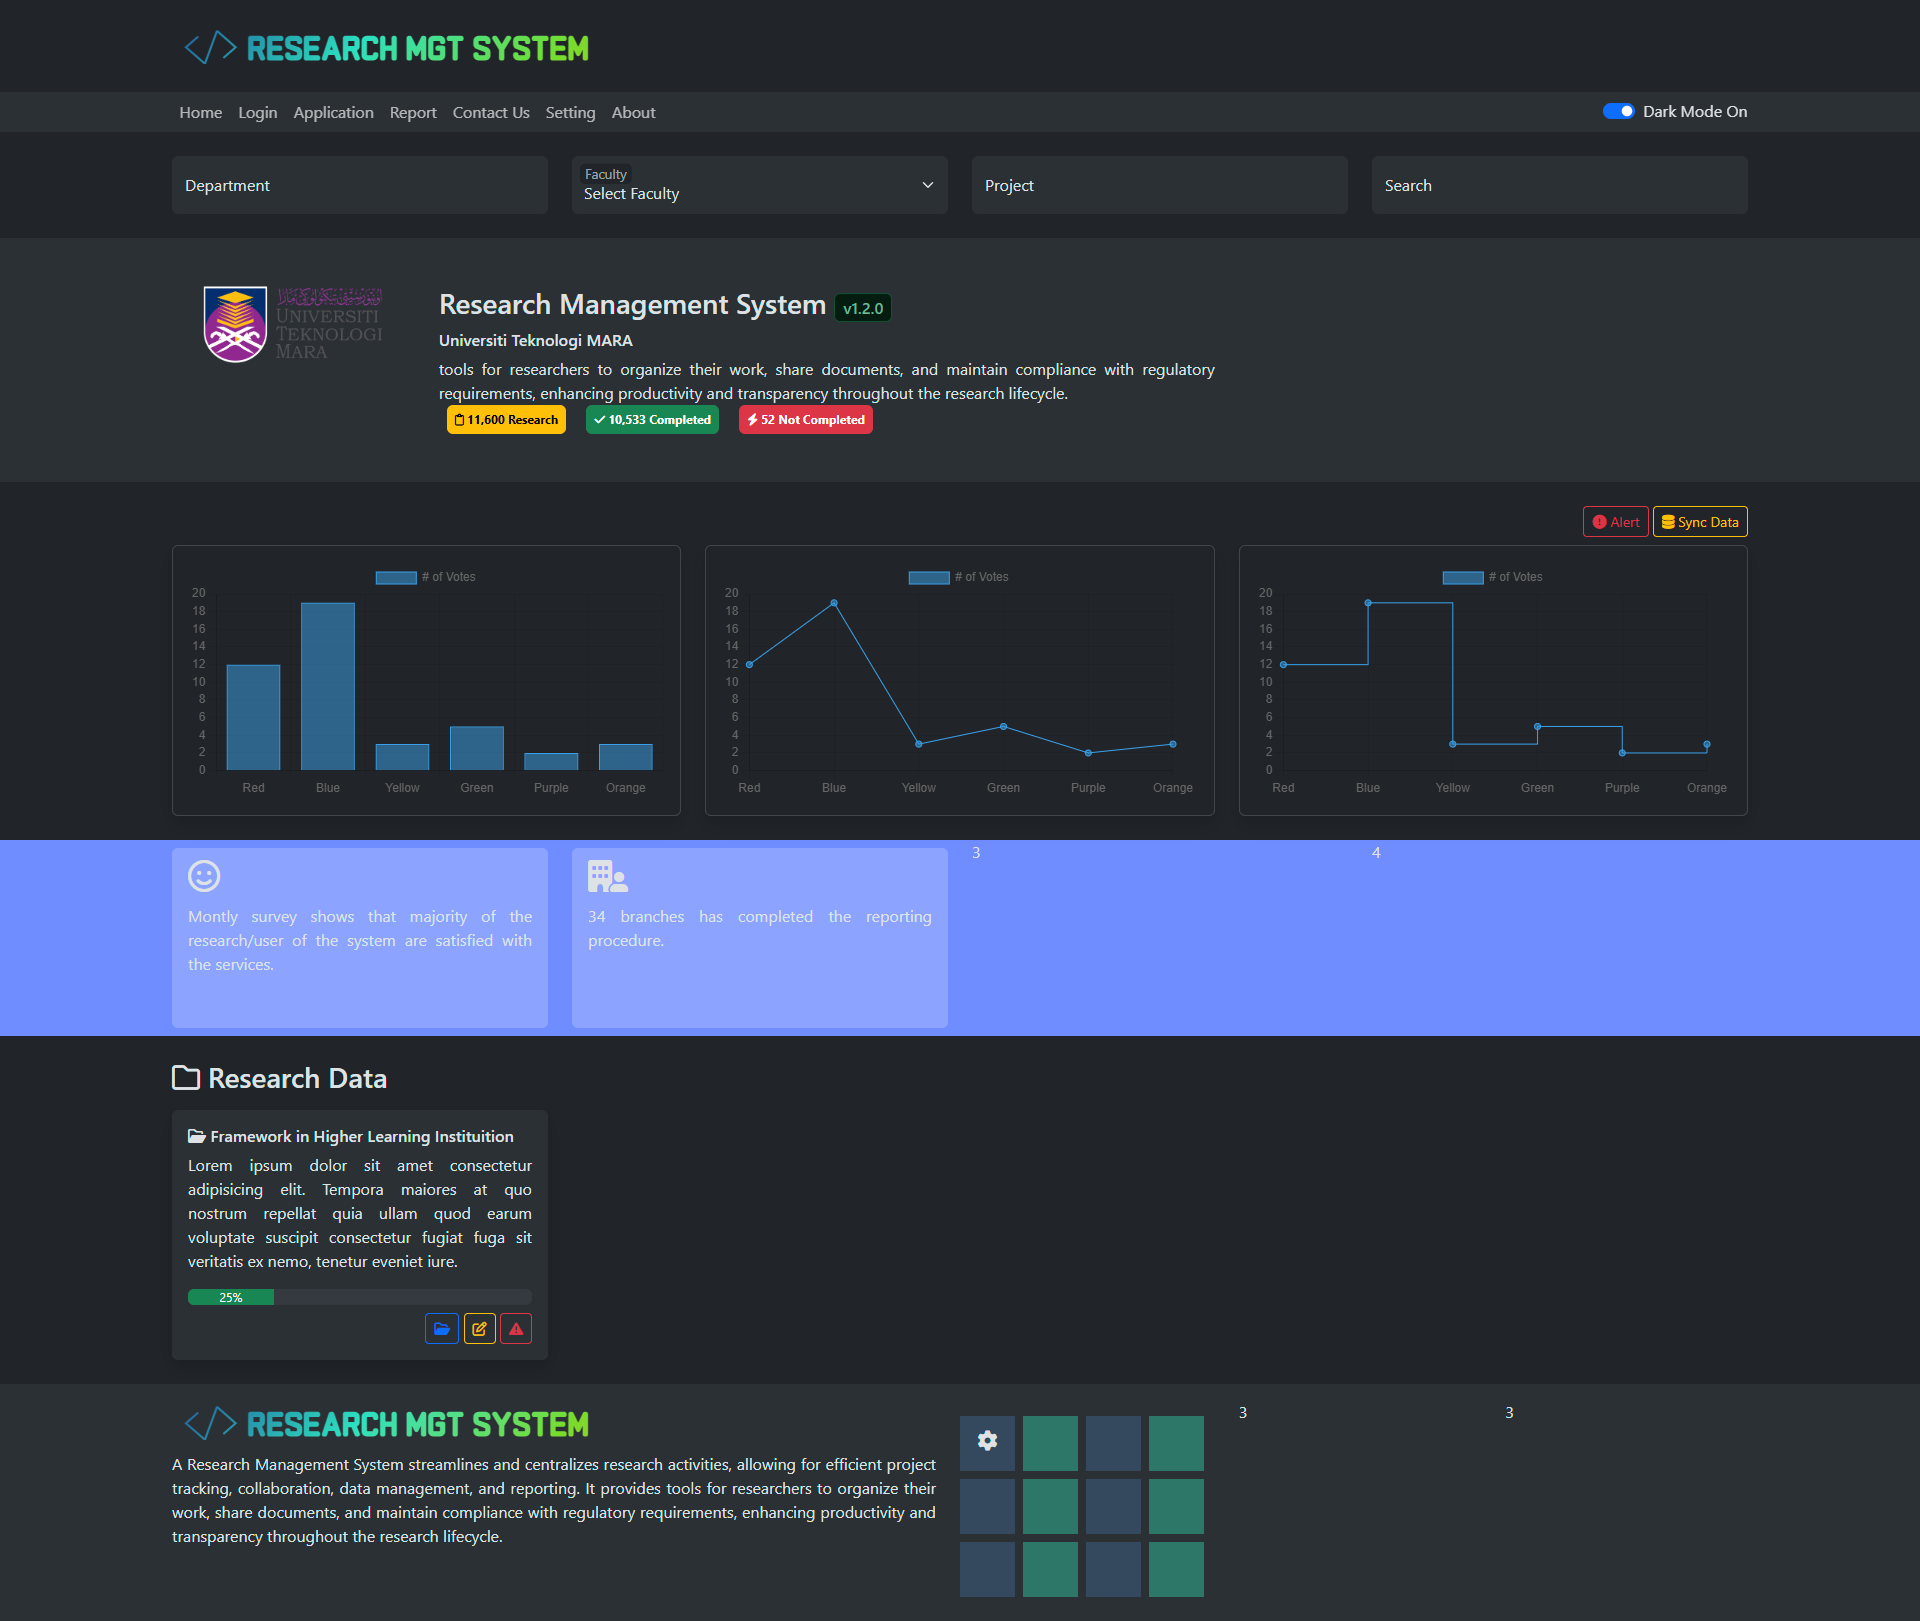 </> RESEARCH MGT SYSTEM
Home Login Application Report Contact Us Setting About Dark Mode On
Department
Faculty
Select Faculty
Project
Search
UNIVERSITI
TEKNOLOGI
MARA
Research Management System v1.2.0
Universiti Teknologi MARA
tools for researchers to organize their work, share documents, and maintain compliance with regulatory
requirements, enhancing productivity and transparency throughout the research lifecycle.
11,600 Research 10,533 Completed 52 Not Completed
Alert Sync Data
# of Votes
20
18
16
14
12
10
8
6
4
2
0
Red Blue Yellow Green Purple Orange
# of Votes
20
18
16
14
12
10
8
6
4
2
0
Red Blue Yellow Green Purple Orange
# of Votes
20
18
16
14
12
10
8
6
4
2
0
Red Blue Yellow Green Purple Orange
Montly survey shows that majority of the
research/user of the system are satisfied with
the services.
34 branches has completed the reporting
procedure.
3
4
Research Data
Framework in Higher Learning Instituition
Lorem ipsum dolor sit amet consectetur
adipisicing elit. Tempora maiores at quo
nostrum repellat quia ullam quod earum
voluptate suscipit consectetur fugiat fuga sit
veritatis ex nemo, tenetur eveniet iure.
25%
</> RESEARCH MGT SYSTEM
A Research Management System streamlines and centralizes research activities, allowing for efficient project
tracking, collaboration, data management, and reporting. It provides tools for researchers to organize their
work, share documents, and maintain compliance with regulatory requirements, enhancing productivity and
transparency throughout the research lifecycle.
3
3